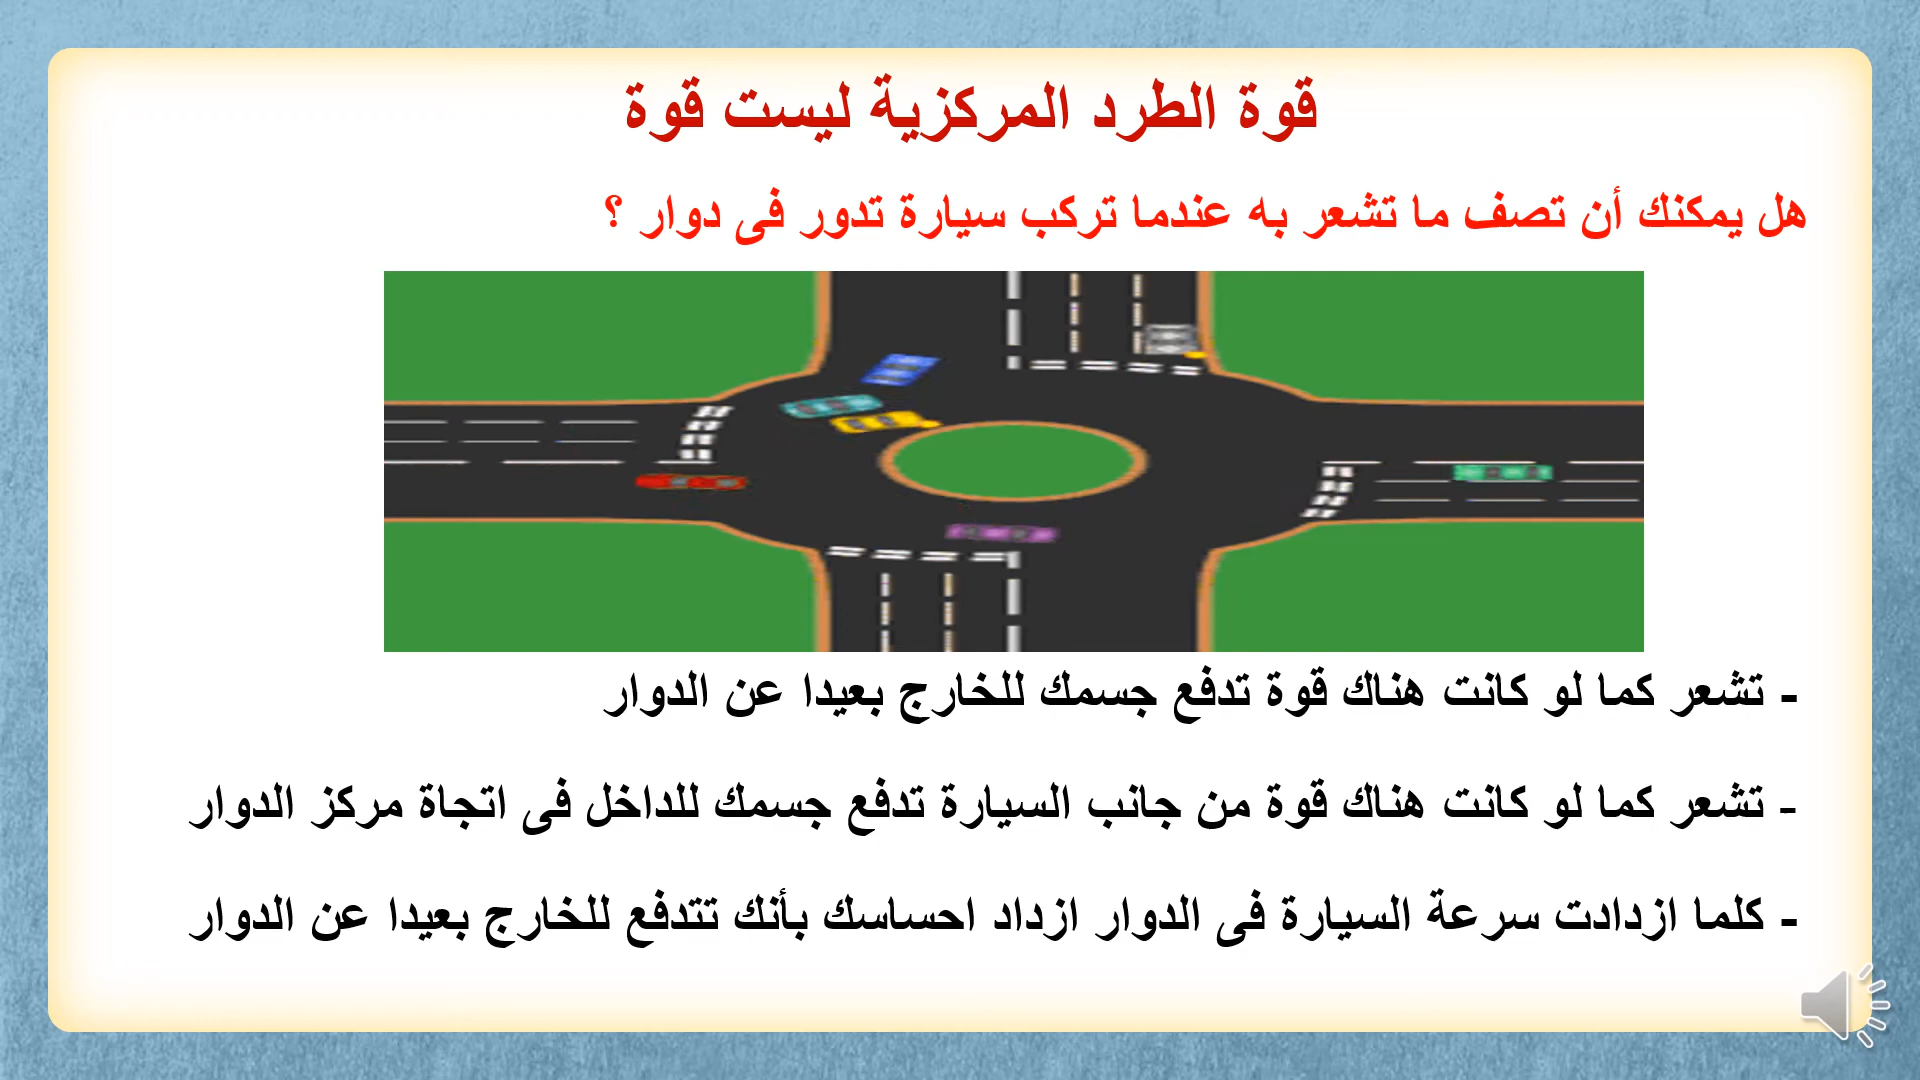 قوة الطرد المركزية ليست قوة
هل يمكنك أن تصف ما تشعر به عندما تركب سيارة تدور فى دوار ؟
- تشعر كما لو كانت هناك قوة تدفع جسمك للخارج بعيدا عن الدوار
- تشعر كما لو كانت هناك قوة من جانب السيارة تدفع جسمك للداخل فى اتجاة مركز الدوار
- كلما ازدادت سرعة السيارة فى الدوار ازداد احساسك بأنك تتدفع للخارج بعيدا عن الدوار